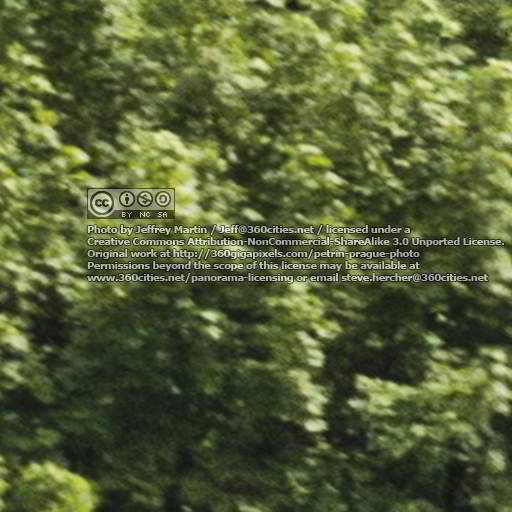 cc
BY NC SA
Photo by Jeffrey Martin / Jeff@360cities.net / licensed under a
Creative Commons Attribution-NonCommercial-ShareAlike 3.0 Unported License.
Original work at http://360gigapixels.com/petrin-prague-photo
Permissions beyond the scope of this license may be available at
www.360cities.net/panorama-licensing or email steve.hercher@360cities.net